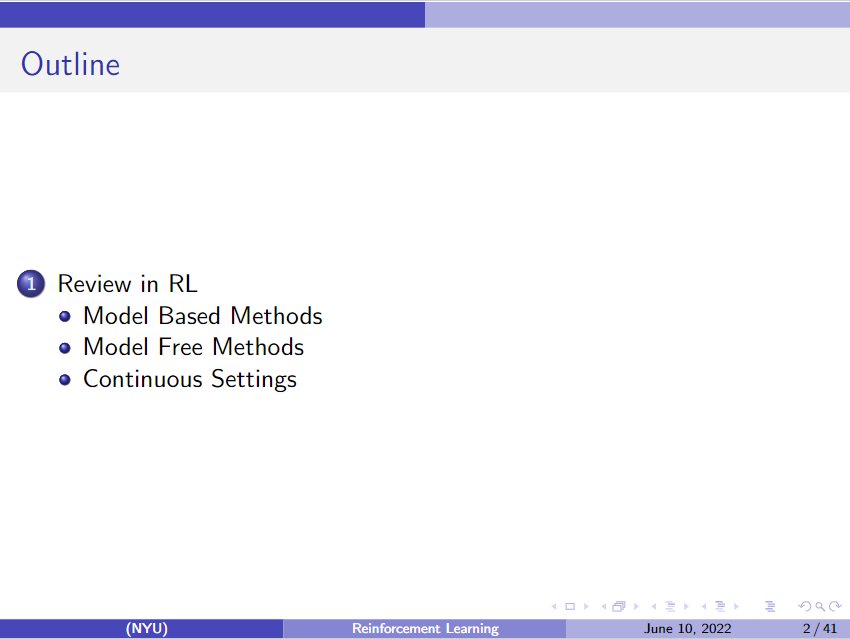 Outline
1 Review in RL
Model Based Methods
Model Free Methods
Continuous Settings
(NYU) Reinforcement Learning June 10, 2022 2 / 41